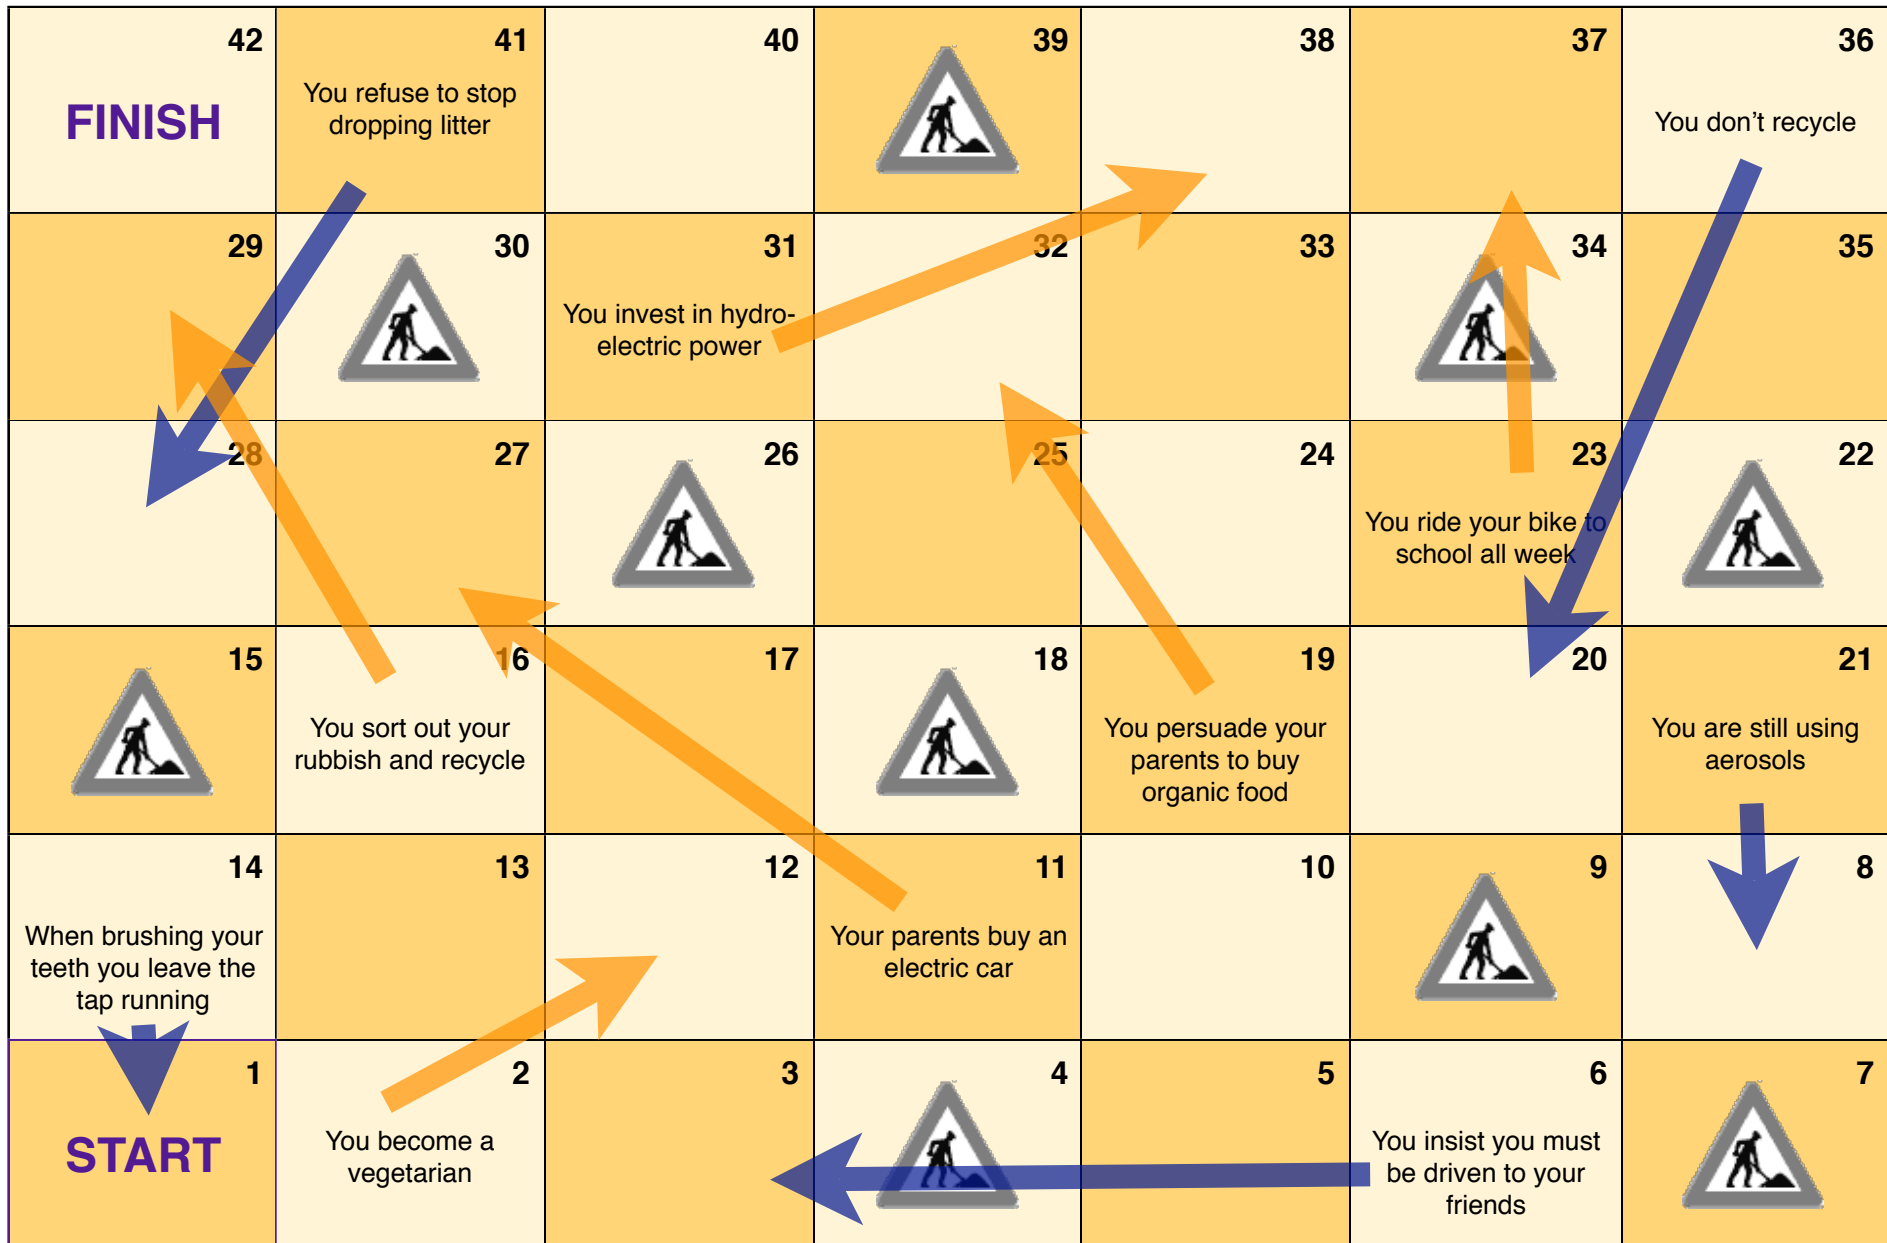 42
FINISH
41
You refuse to stop
dropping litter
40
39
38
37
36
You don't recycle
29
30
31
You invest in hydro-
electric power
32
33
34
35
28
27
26
25
24
23
You ride your bike to
school all week
22
15
16
You sort out your
rubbish and recycle
17
18
19
You persuade your
parents to buy
organic food
20
21
You are still using
aerosols
14
When brushing your
teeth you leave the
tap running
13
12
11
Your parents buy an
electric car
10
9
8
1
START
2
You become a
vegetarian
3
4
5
6
You insist you must
be driven to your
friends
7